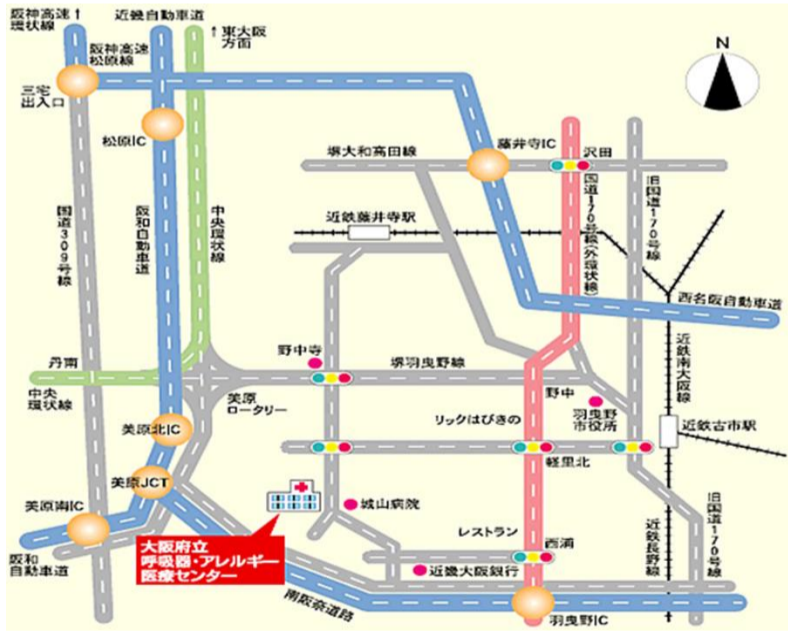 阪神高速↑
環状線
近畿自動車道
↑東大阪
方面
阪神高速
松原線
N
三宅
出入口
松原IC
藤井寺IC
沢田
堺大和高田線
国道309号線
阪和自動車道
中央環状線
近鉄藤井寺駅
国道170号線(外環状線)
旧国道170号線
西名阪自動車道
丹南
中央
環状線
野中寺
堺羽曳野線
近鉄南大阪線
美原
ロータリー
野中
羽曳野
市役所
美原北IC
リックはびきの
軽里北
近鉄古市駅
美原JCT
美原南IC
城山病院
阪和
自動車道
大阪府立
呼吸器・アレルギー
医療センター
レストラン
西浦
近畿大阪銀行
近鉄長野線
旧国道170号線
南阪奈道路
羽曳野IC